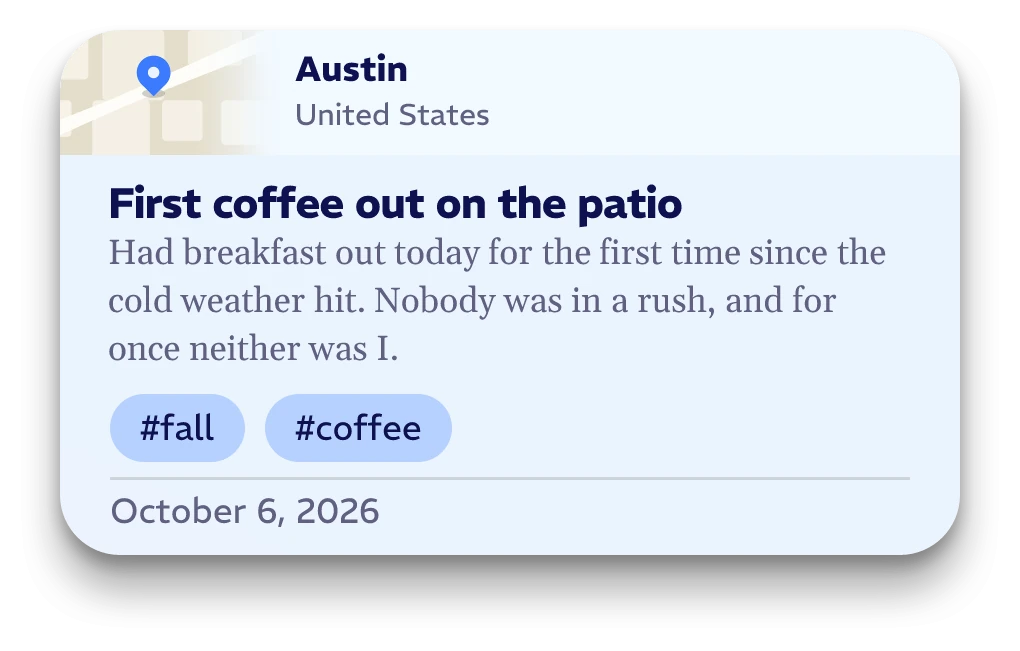 Austin
United States
First coffee out on the patio
Had breakfast out today for the first time since the
cold weather hit. Nobody was in a rush, and for
once neither was I.
#fall #coffee
October 6, 2026